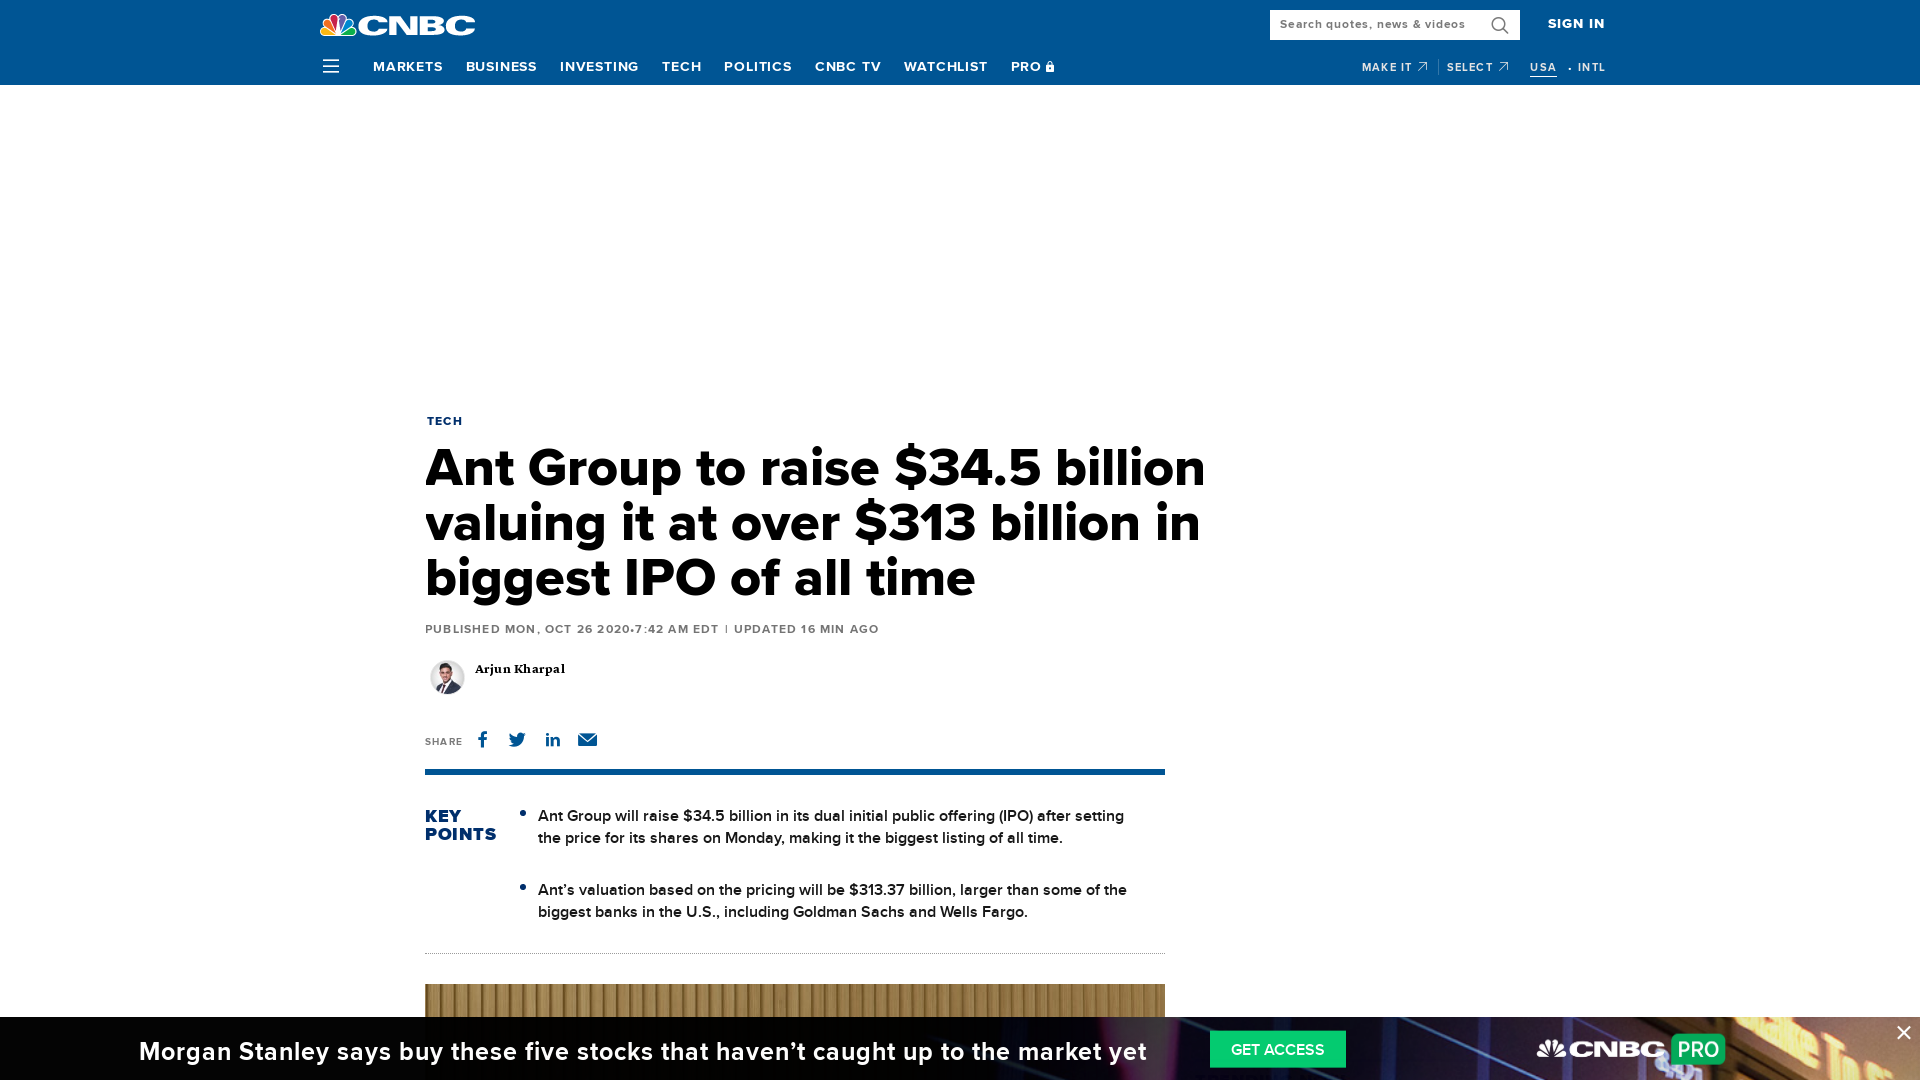 CNBC
Search quotes, news & videos
SIGN IN
MARKETS BUSINESS INVESTING TECH POLITICS CNBC TV WATCHLIST PRO
MAKE IT SELECT USA • INTL
TECH
Ant Group to raise $34.5 billion
valuing it at over $313 billion in
biggest IPO of all time
PUBLISHED MON, OCT 26 2020•7:42 AM EDT | UPDATED 16 MIN AGO
Arjun Kharpal
SHARE
KEY
POINTS
• Ant Group will raise $34.5 billion in its dual initial public offering (IPO) after setting
the price for its shares on Monday, making it the biggest listing of all time.
• Ant’s valuation based on the pricing will be $313.37 billion, larger than some of the
biggest banks in the U.S., including Goldman Sachs and Wells Fargo.
Morgan Stanley says buy these five stocks that haven’t caught up to the market yet
GET ACCESS
CNBC PRO